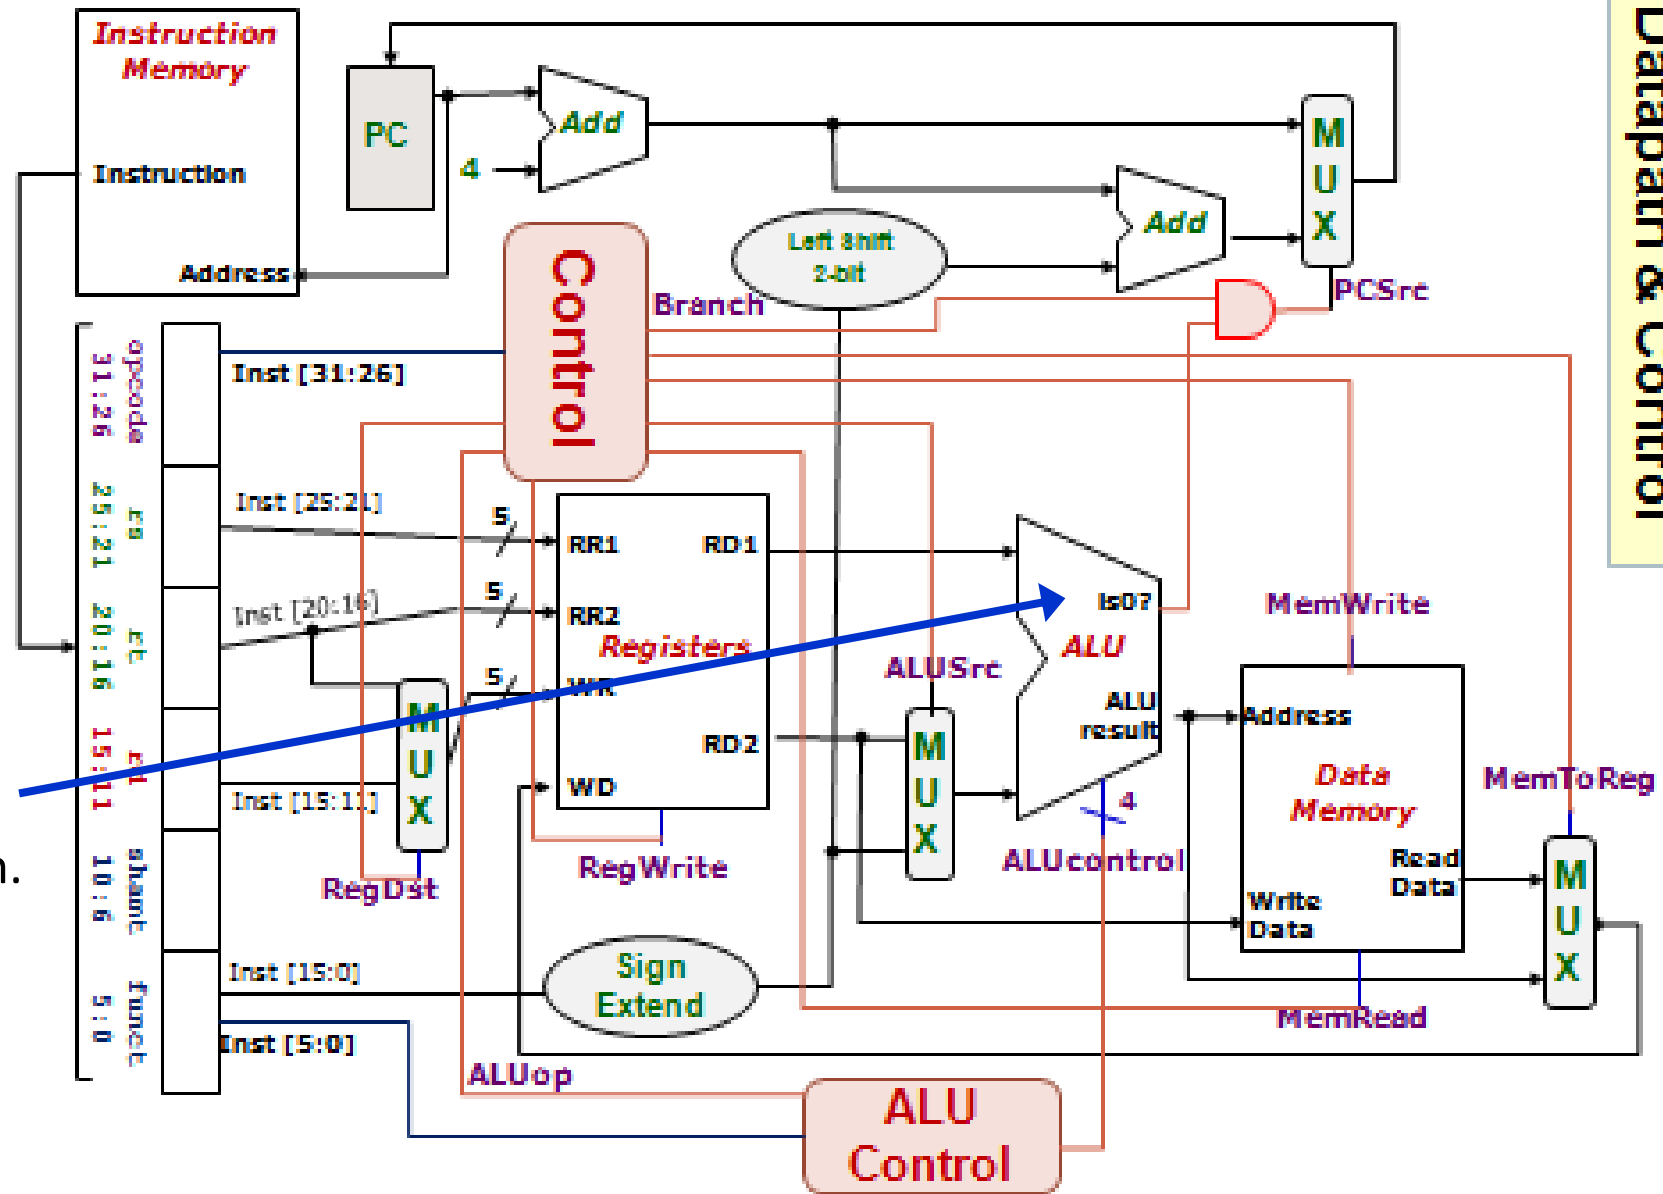 Instruction
Memory
Instruction
Address
PC
4
Add
Add
Left Shift
2-bit
M
U
X
PCSrc
Datapath & Control
Control
Branch
opcode
31:26
Inst [31:26]
rs
25:21
Inst [25:21]
5
rt
20:16
Inst [20:16]
5
rd
15:11
Inst [15:11]
5
shamt
10:6
funct
5:0
Inst [15:0]
Inst [5:0]
M
U
X
RegDst
RR1
RR2
WR
WD
RD1
RD2
Registers
RegWrite
Sign
Extend
ALUSrc
M
U
X
is0?
ALU
ALU
result
4
ALUcontrol
MemWrite
Address
Data
Memory
Read
Data
Write
Data
MemRead
MemToReg
M
U
X
ALUop
ALU
Control